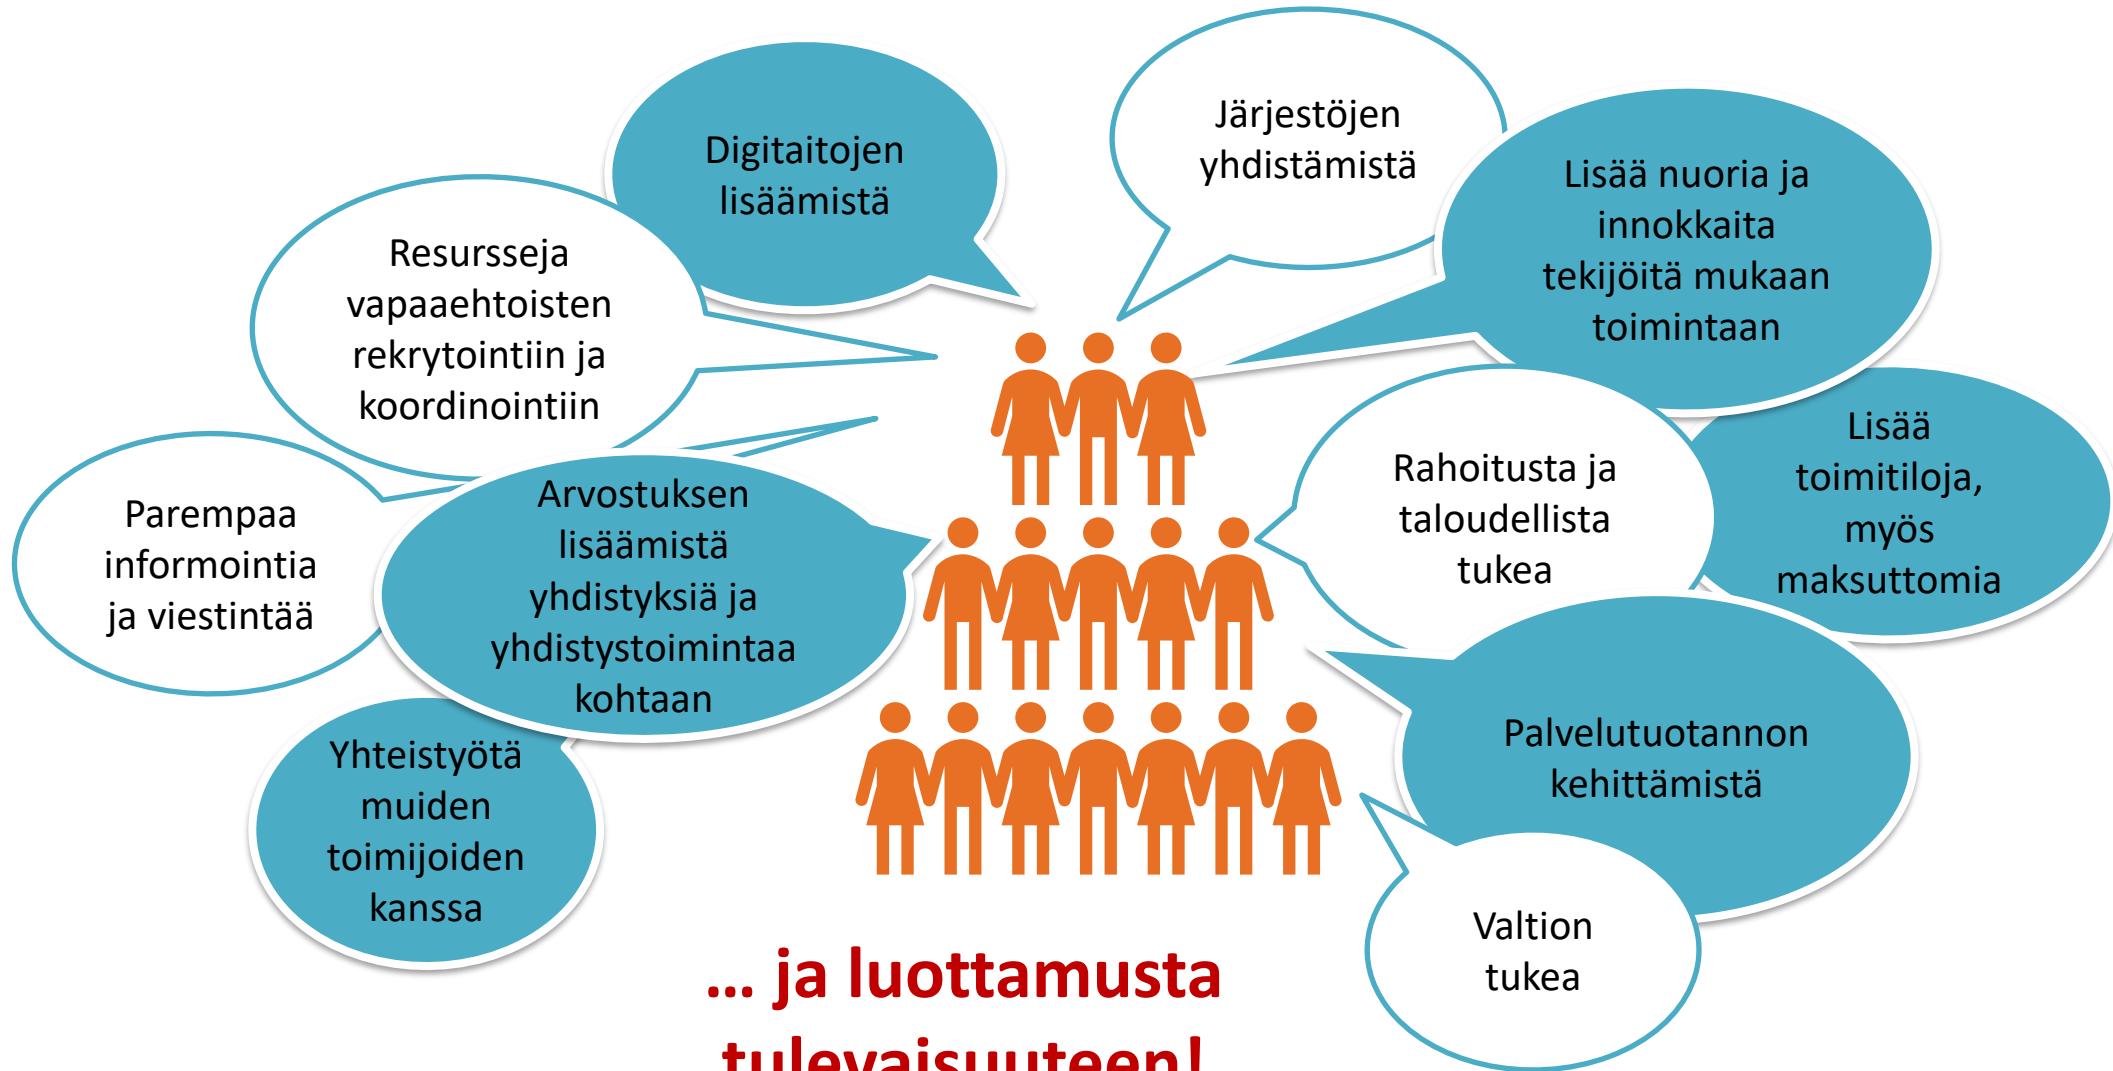 Digitaitojen
lisäämistä
Järjestöjen
yhdistämistä
Lisää nuoria ja
innokkaita
tekijöitä mukaan
toimintaan
Resursseja
vapaaehtoisten
rekrytointiin ja
koordinointiin
Lisää
toimitiloja,
myös
maksuttomia
Rahoitusta ja
taloudellista
tukea
Parempaa
informointia
ja viestintää
Arvostuksen
lisäämistä
yhdistyksiä ja
yhdistystoimintaa
kohtaan
Palvelutuotannon
kehittämistä
Yhteistyötä
muiden
toimijoiden
kanssa
Valtion
tukea
... ja luottamusta
tulevaisuuteen!